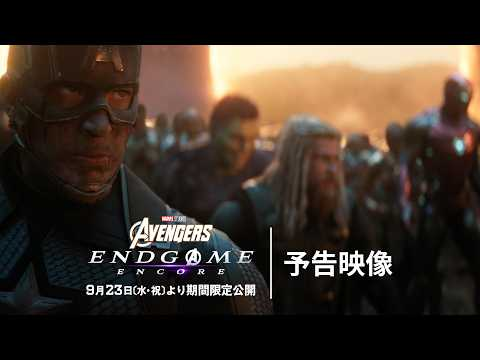 MARVEL STUDIOS
AVENGERS
ENDGAME
ENCORE
9月23日(水・祝)より期間限定公開
予告映像